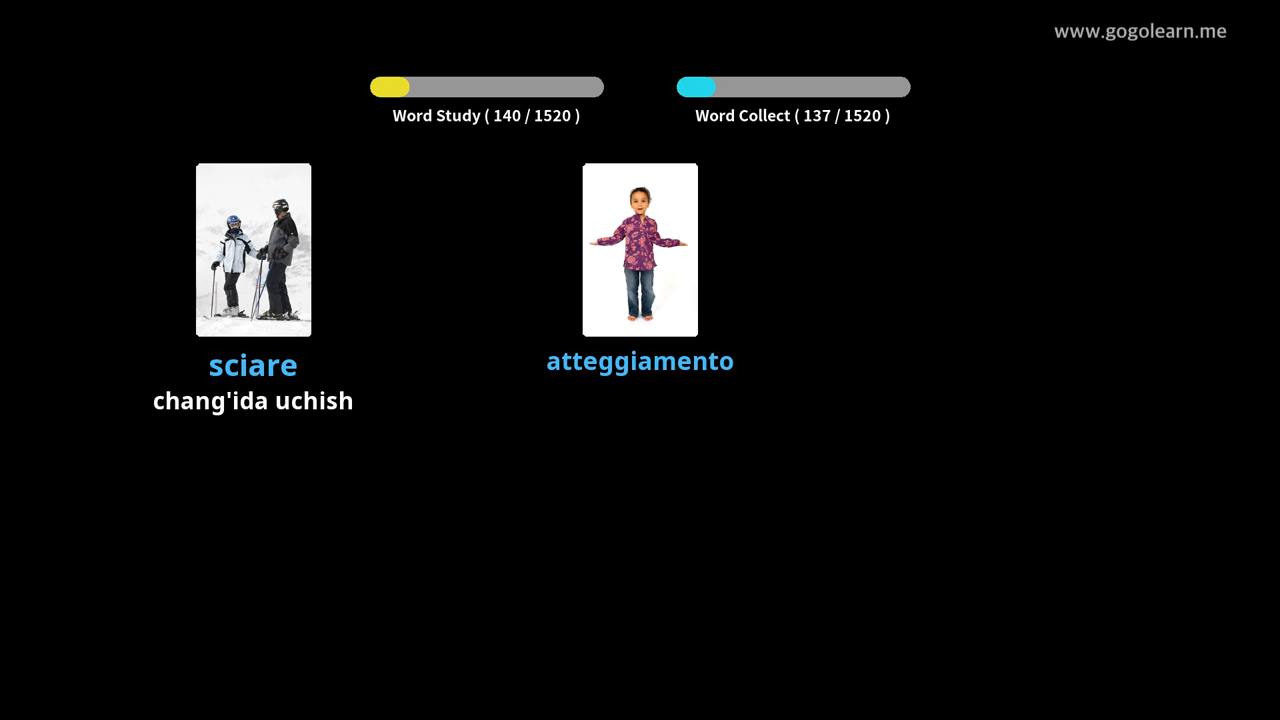 www.gogolearn.me
Word Study ( 140 / 1520 )
Word Collect ( 137 / 1520 )
sciare
chang'ida uchish
atteggiamento